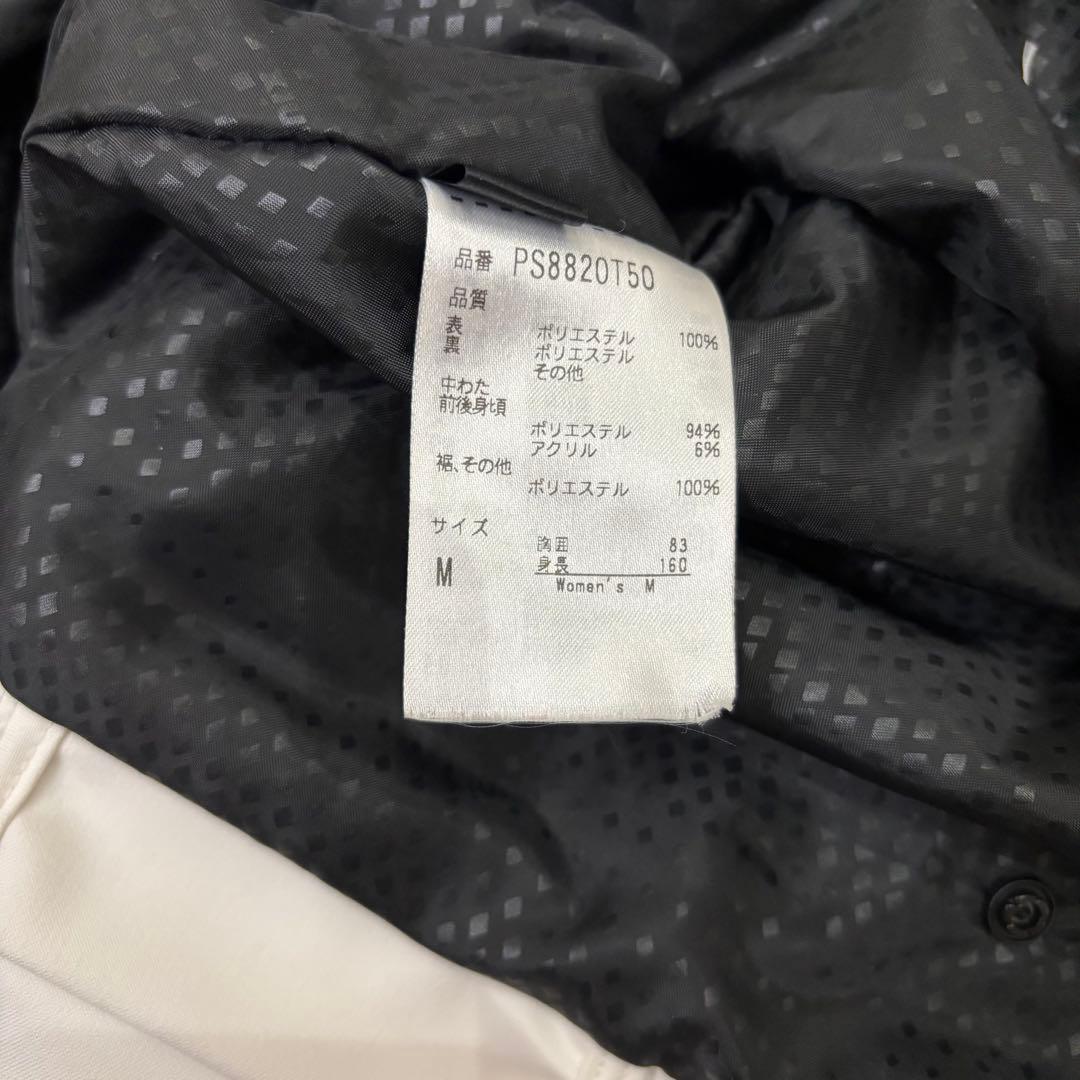 品番 PS8820T50
品質
表 ポリエステル 100%
裏 ポリエステル
その他
中わた
前後身頃
ポリエステル 94%
アクリル 6%
裾、その他
ポリエステル 100%
サイズ
胸囲 83
M 身長 160
Women's M